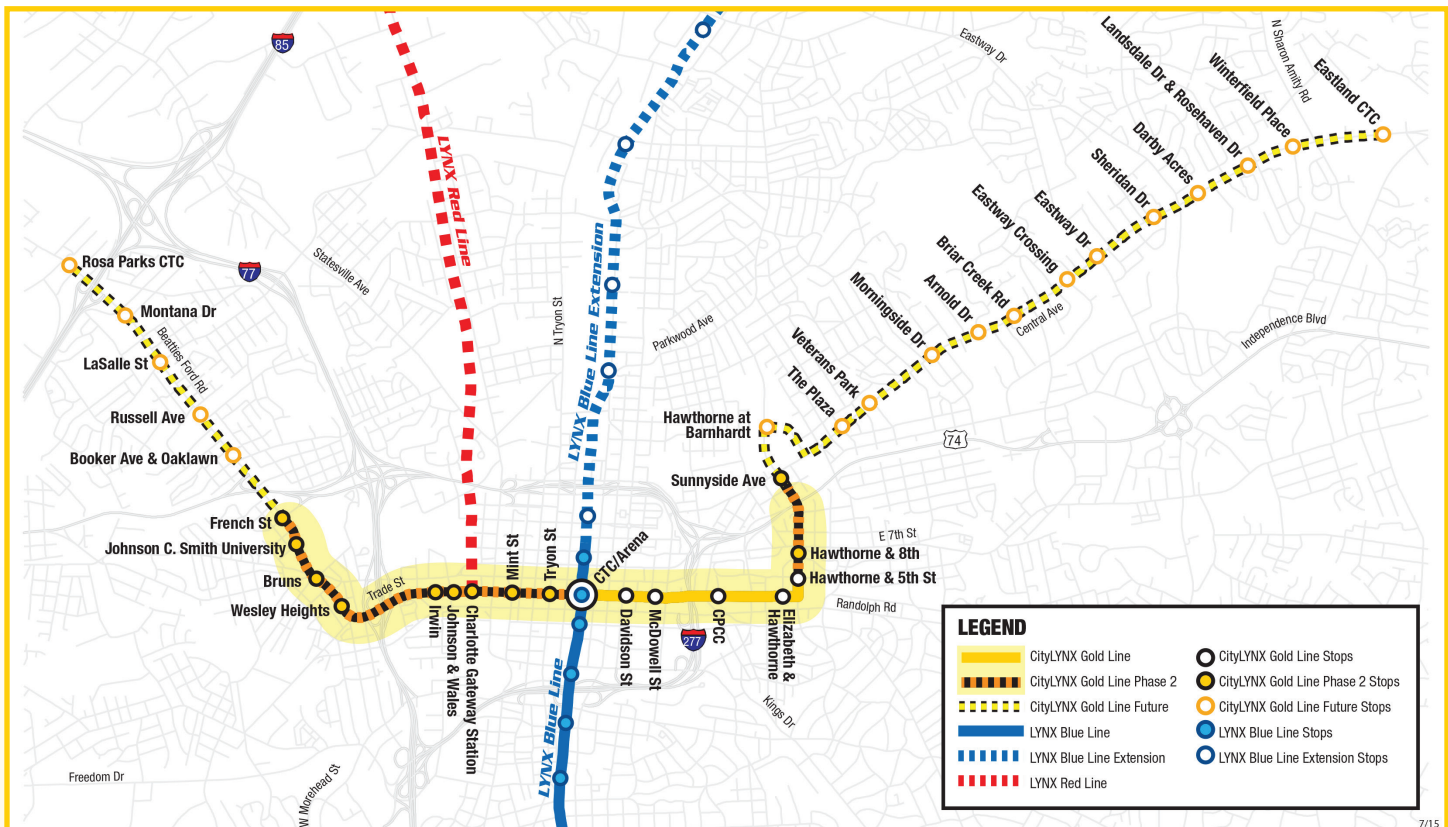 85
Eastway Dr
N Sharon Amity Rd
Landsdale Dr & Rosehaven Dr
Winterfield Place
Eastland CTC
Darby Acres
Sheridan Dr
Eastway Dr
Eastway Crossing
Briar Creek Rd
Arnold Dr
Morningside Dr
Central Ave
Independence Blvd
LYNX Red Line
LYNX Blue Line Extension
Rosa Parks CTC
77
Statesville Ave
Montana Dr
Beatties Ford Rd
LaSalle St
N Tryon St
Parkwood Ave
Veterans Park
The Plaza
Russell Ave
Hawthorne at
Barnhardt
74
Booker Ave & Oaklawn
Sunnyside Ave
French St
Johnson C. Smith University
Bruns
Wesley Heights
Trade St
Mint St
Tryon St
CTC/Arena
E 7th St
Hawthorne & 8th
Hawthorne & 5th St
Randolph Rd
Irwin
Johnson & Wales
Charlotte Gateway Station
Davidson St
McDowell St
277
CPCC
Elizabeth &
Hawthorne
Kings Dr
LYNX Blue Line
Freedom Dr
W Morehead St
LEGEND
CityLYNX Gold Line
CityLYNX Gold Line Phase 2
CityLYNX Gold Line Future
LYNX Blue Line
LYNX Blue Line Extension
LYNX Red Line
CityLYNX Gold Line Stops
CityLYNX Gold Line Phase 2 Stops
CityLYNX Gold Line Future Stops
LYNX Blue Line Stops
LYNX Blue Line Extension Stops
7/15